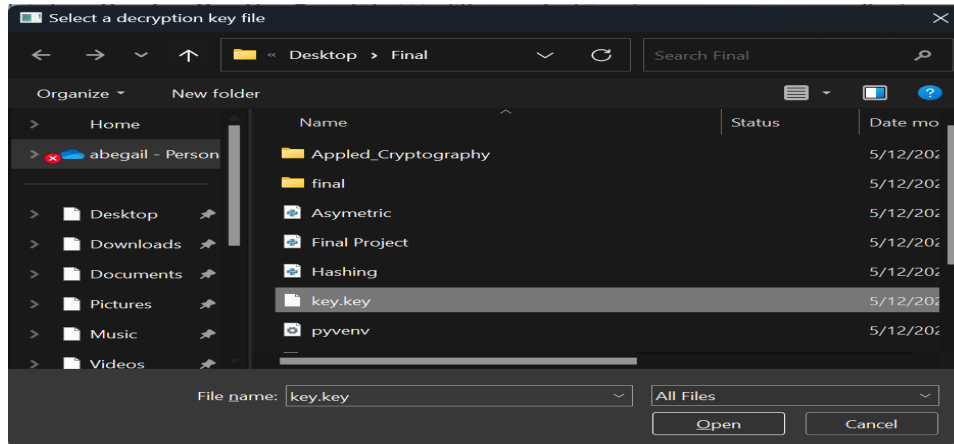 Select a decryption key file
« Desktop > Final
Search Final
Organize
New folder
?
Home
Name
Status
Date mo
abegail - Person
Appled_Cryptography
5/12/202
final
5/12/202
Desktop
Asymetric
5/12/202
Downloads
Final Project
5/12/202
Documents
Hashing
5/12/202
Pictures
key.key
5/12/202
Music
pyvenv
5/12/202
Videos
File name:
key.key
All Files
Open
Cancel